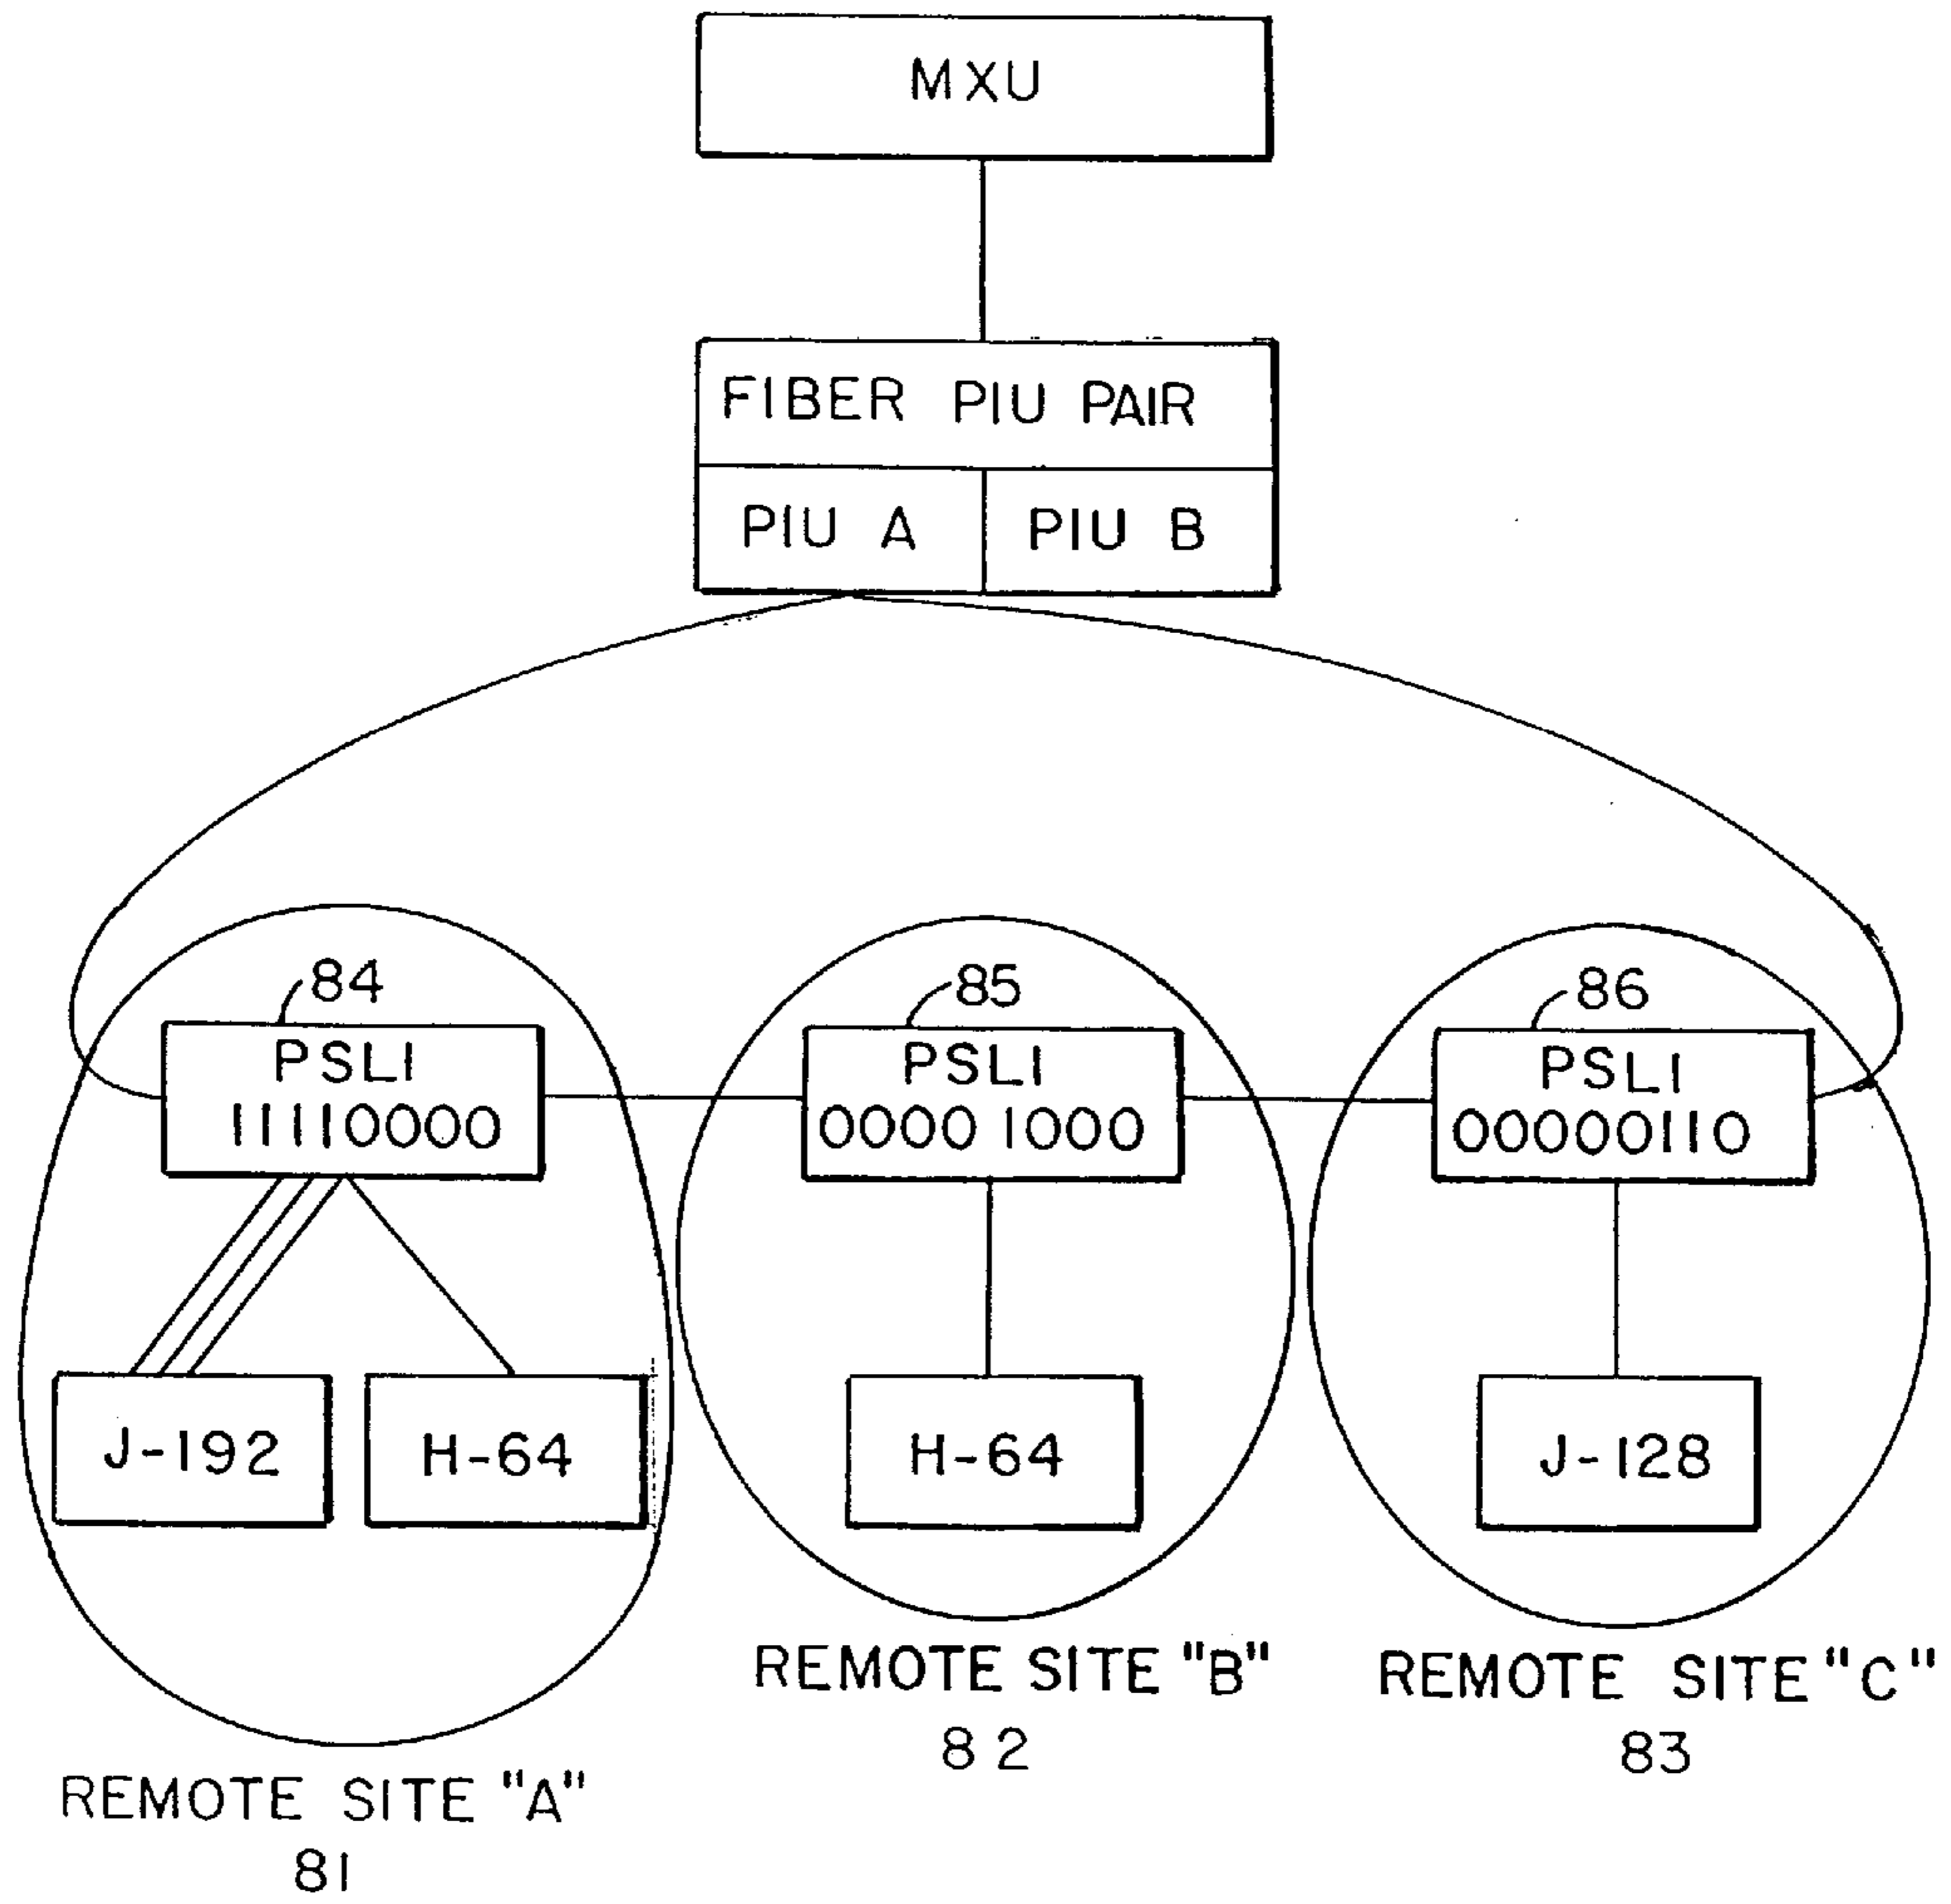 MXU
FIBER PIU PAIR
PIU A
PIU B
84
85
86
PSLI
11110000
PSLI
00001000
PSLI
00000110
J-192
H-64
H-64
J-128
REMOTE SITE "A"
81
REMOTE SITE "B"
82
REMOTE SITE "C"
83